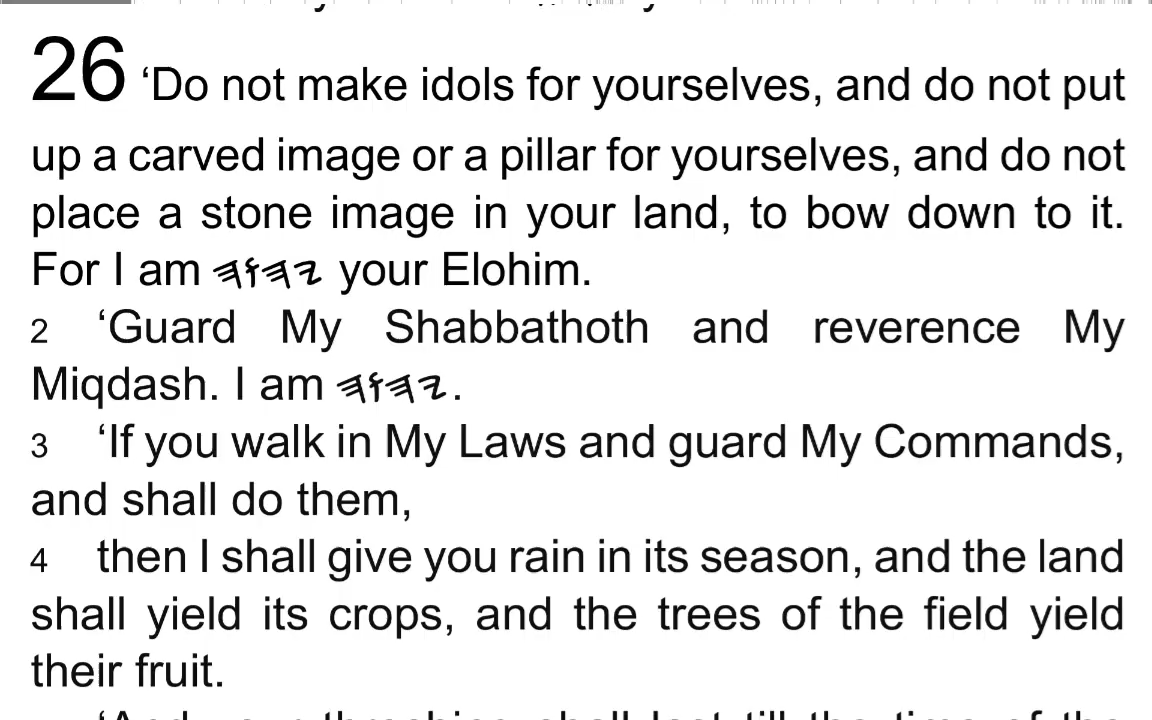 26 ‘Do not make idols for yourselves, and do not put
up a carved image or a pillar for yourselves, and do not
place a stone image in your land, to bow down to it.
For I am 𐤉𐤄𐤅𐤄 your Elohim.
2 ‘Guard My Shabbathoth and reverence My
Miqdash. I am 𐤉𐤄𐤅𐤄.
3 ‘If you walk in My Laws and guard My Commands,
and shall do them,
4 then I shall give you rain in its season, and the land
shall yield its crops, and the trees of the field yield
their fruit.